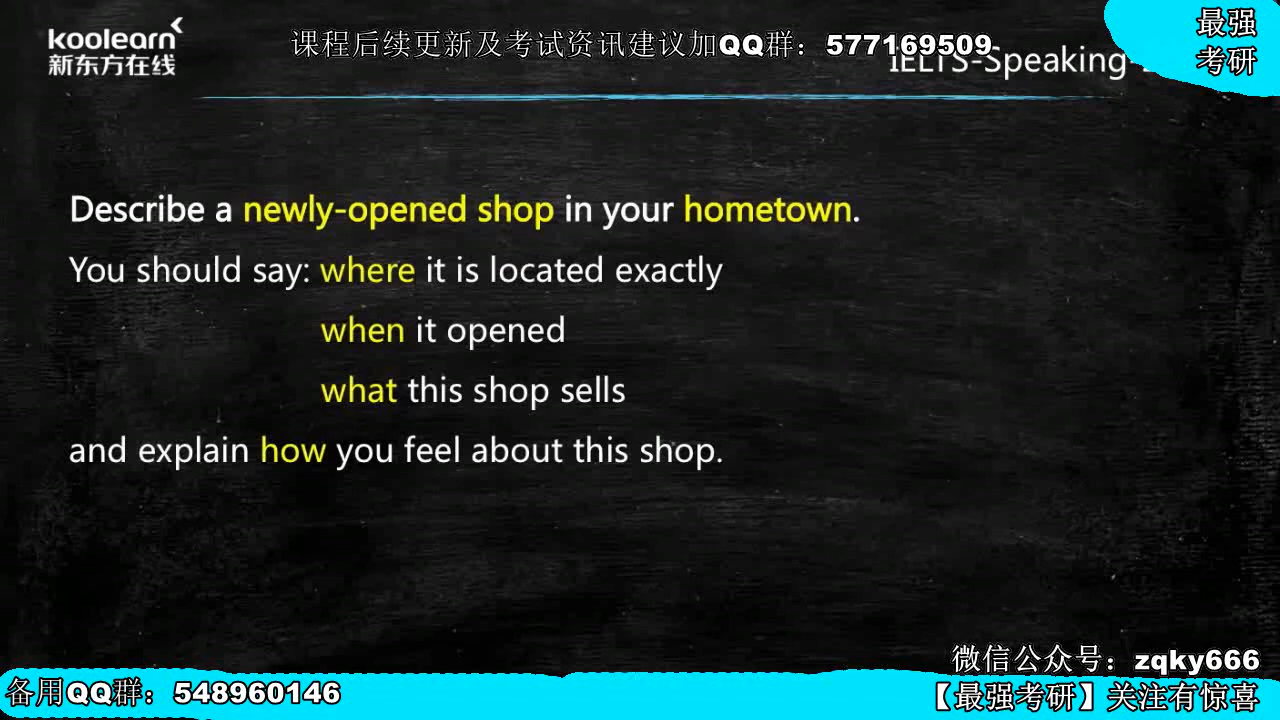 koolearn
新东方在线
课程后续更新及考试资讯建议加QQ群：577169509
IELTS-Speaking-
最强
考研
Describe a newly-opened shop in your hometown.
You should say: where it is located exactly
when it opened
what this shop sells
and explain how you feel about this shop.
微信公众号：zqky666
备用QQ群：548960146
【最强考研】关注有惊喜